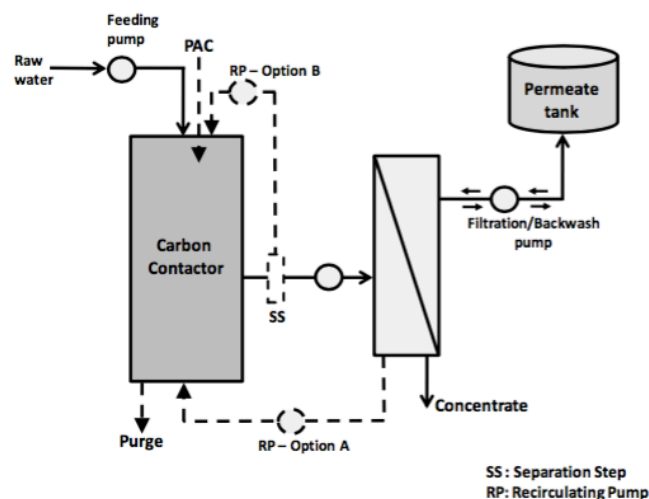 Feeding
pump
PAC
Raw
water
RP – Option B
Permeate
tank
Filtration/Backwash
pump
Carbon
Contactor
SS
Concentrate
Purge
RP – Option A
SS : Separation Step
RP: Recirculating Pump